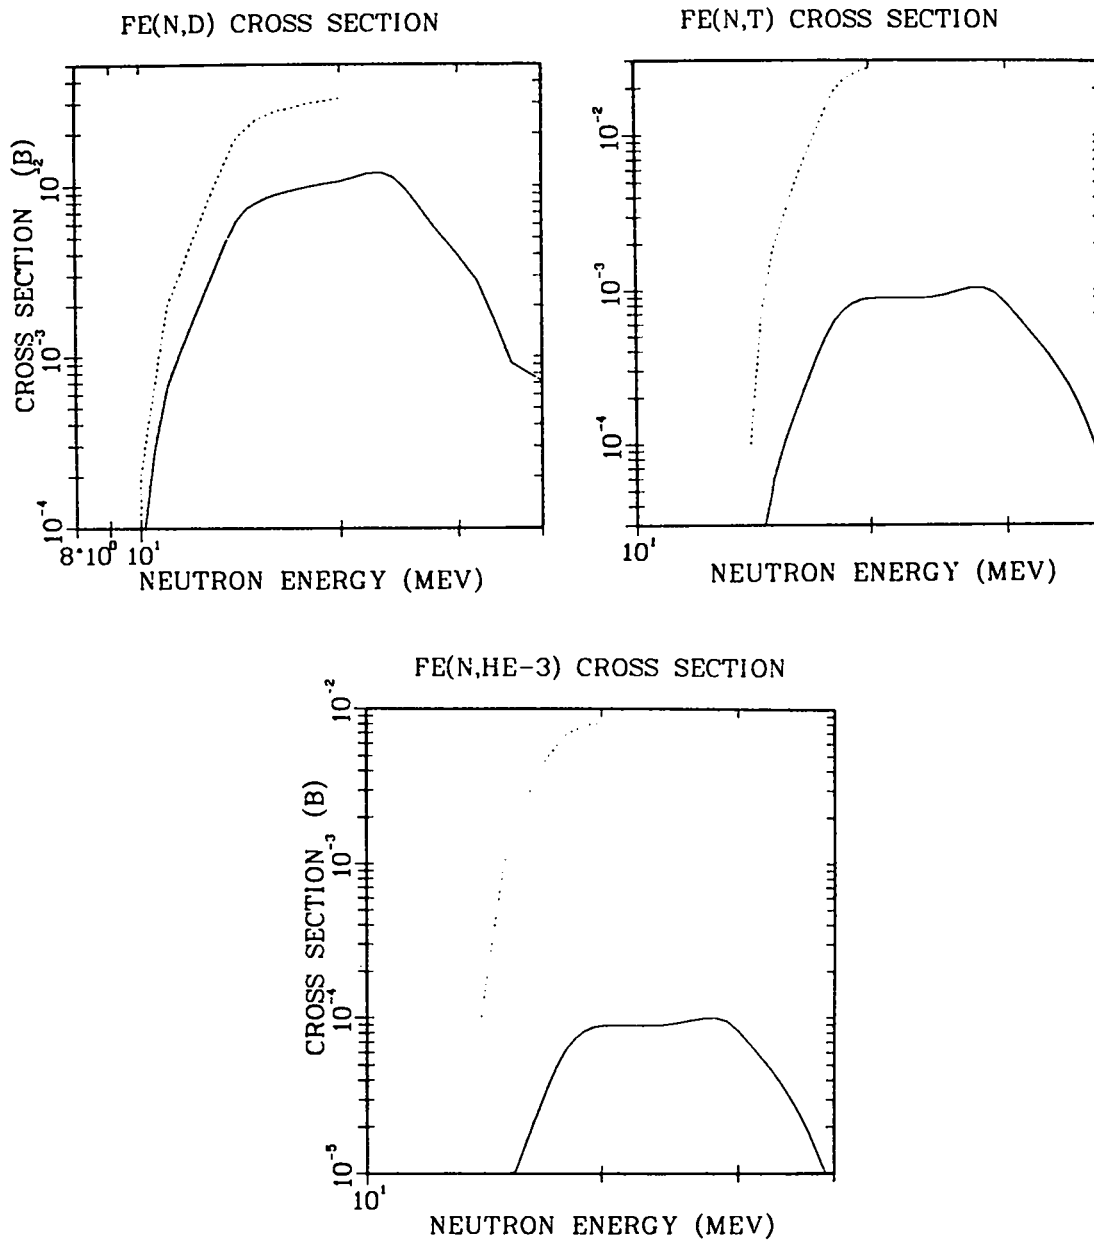 FE(N,D) CROSS SECTION
CROSS SECTION (B)
10⁻²
10⁻³
10⁻⁴
8*10⁰ 10¹
NEUTRON ENERGY (MEV)
FE(N,T) CROSS SECTION
10⁻²
10⁻³
10⁻⁴
10¹
NEUTRON ENERGY (MEV)
FE(N,HE-3) CROSS SECTION
CROSS SECTION (B)
10⁻²
10⁻³
10⁻⁴
10⁻⁵
10¹
NEUTRON ENERGY (MEV)